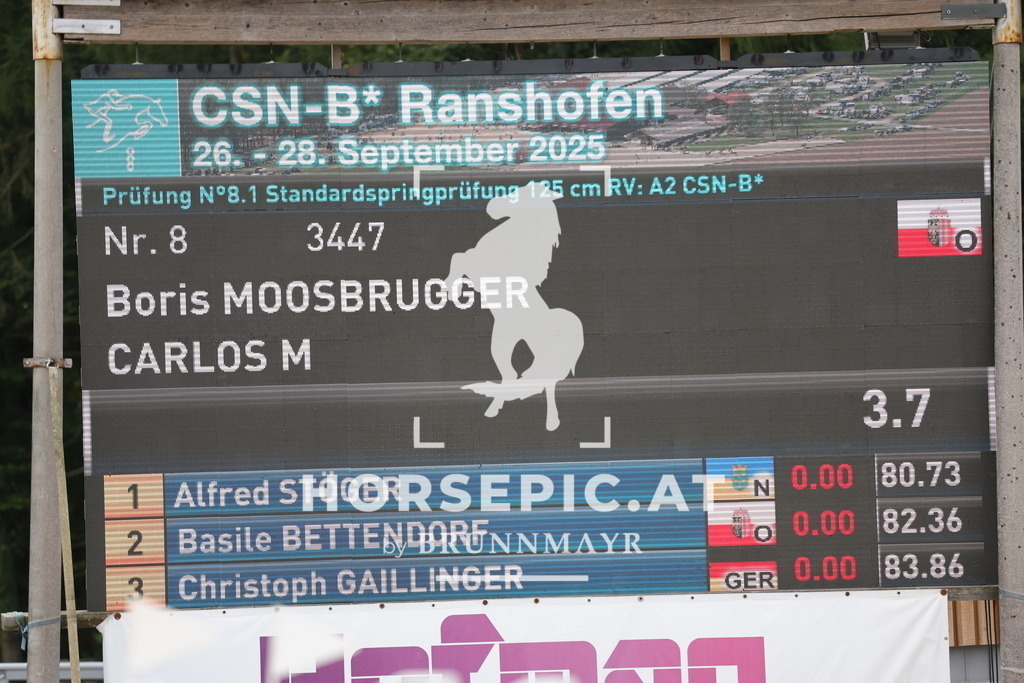 CSN-B* Ranshofen
26. - 28. September 2025
Prüfung N°8.1 Standardspringprüfung 125 cm RV: A2 CSN-B*
Nr. 8 3447
O
Boris MOOSBRUGGER
CARLOS M
3.7
1 Alfred STÖGER N 0.00 80.73
HORSEPIC.AT
2 Basile BETTENDORF O 0.00 82.36
by BRUNNMAYR
3 Christoph GAILLINGER GER 0.00 83.86